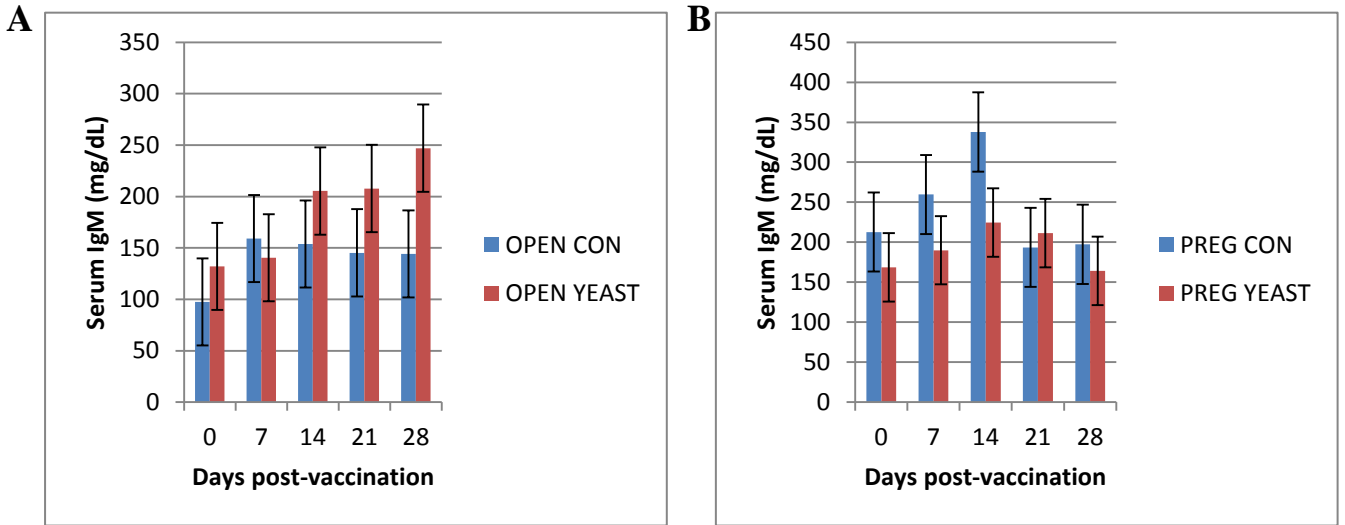 A
350
300
250
200
150
100
50
0
Serum IgM (mg/dL)
0 7 14 21 28
Days post-vaccination
OPEN CON
OPEN YEAST
B
450
400
350
300
250
200
150
100
50
0
Serum IgM (mg/dL)
0 7 14 21 28
Days post-vaccination
PREG CON
PREG YEAST